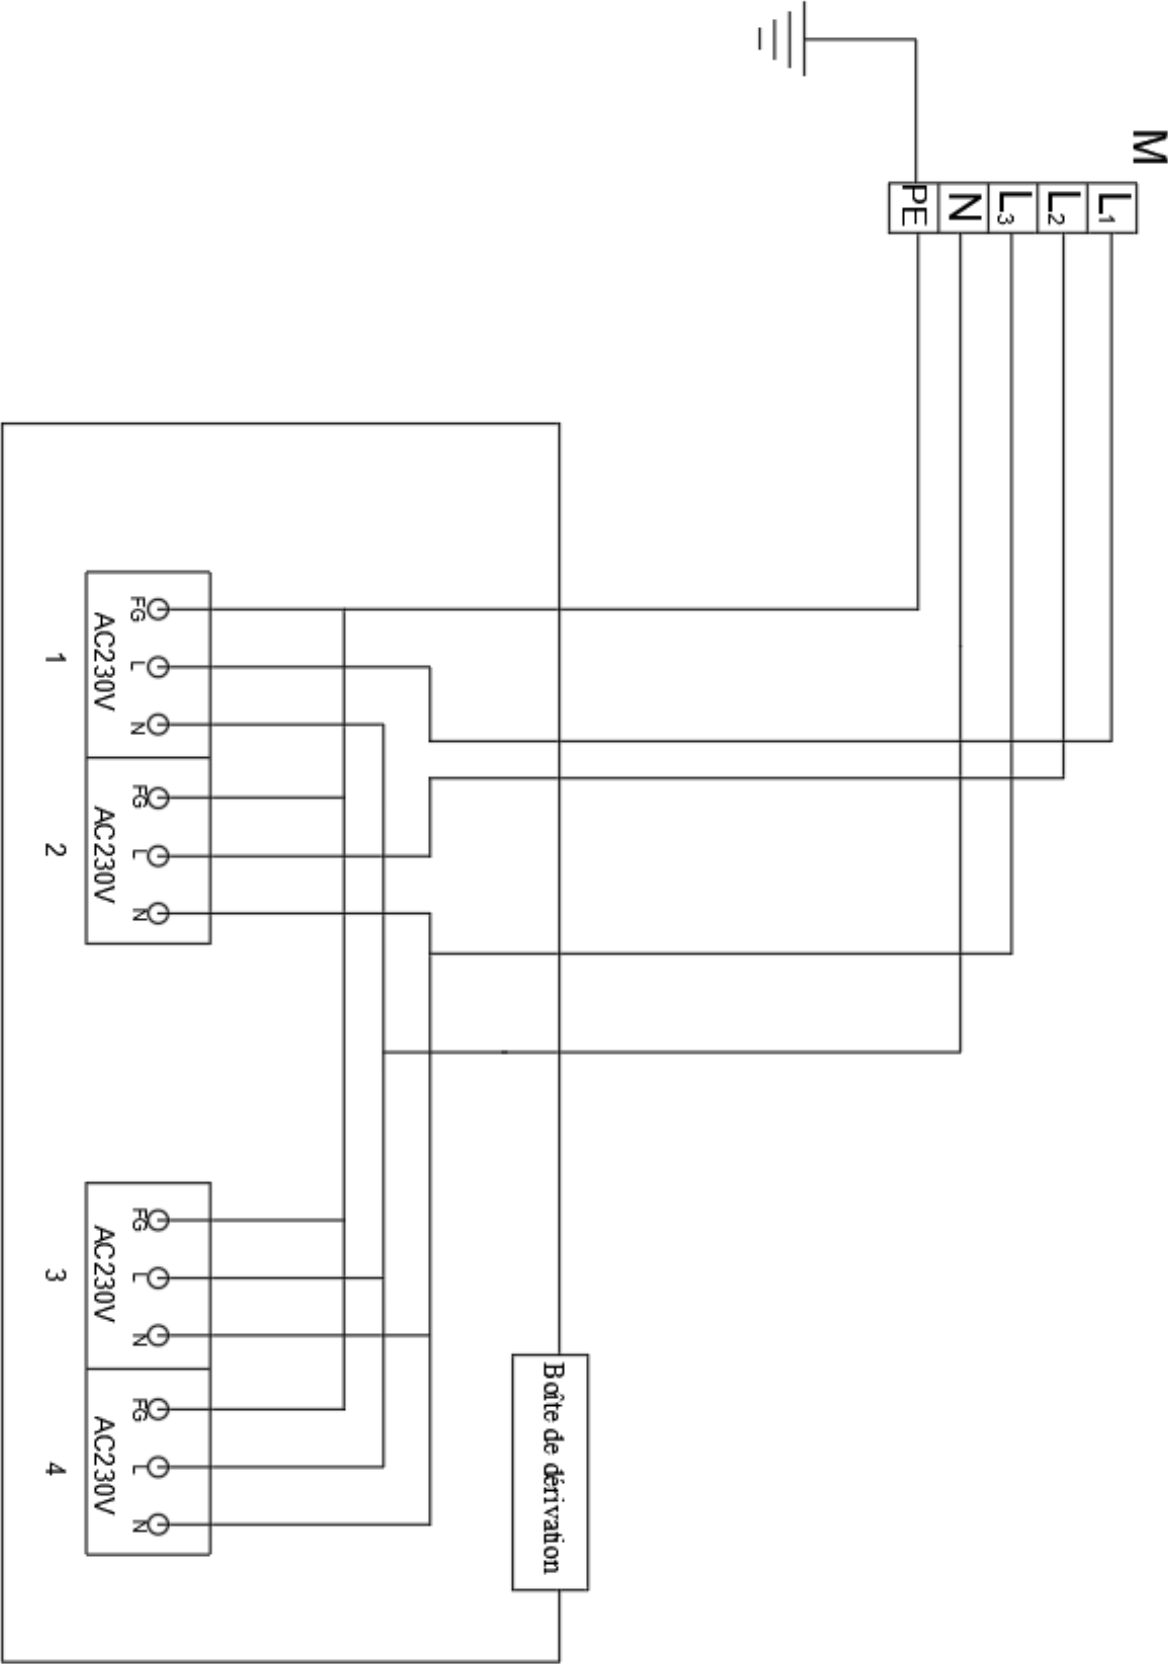 M
PE N L3 L2 L1
FG L N
AC230V
1
FG L N
AC230V
2
FG L N
AC230V
3
FG L N
AC230V
4
Boîte de dérivation